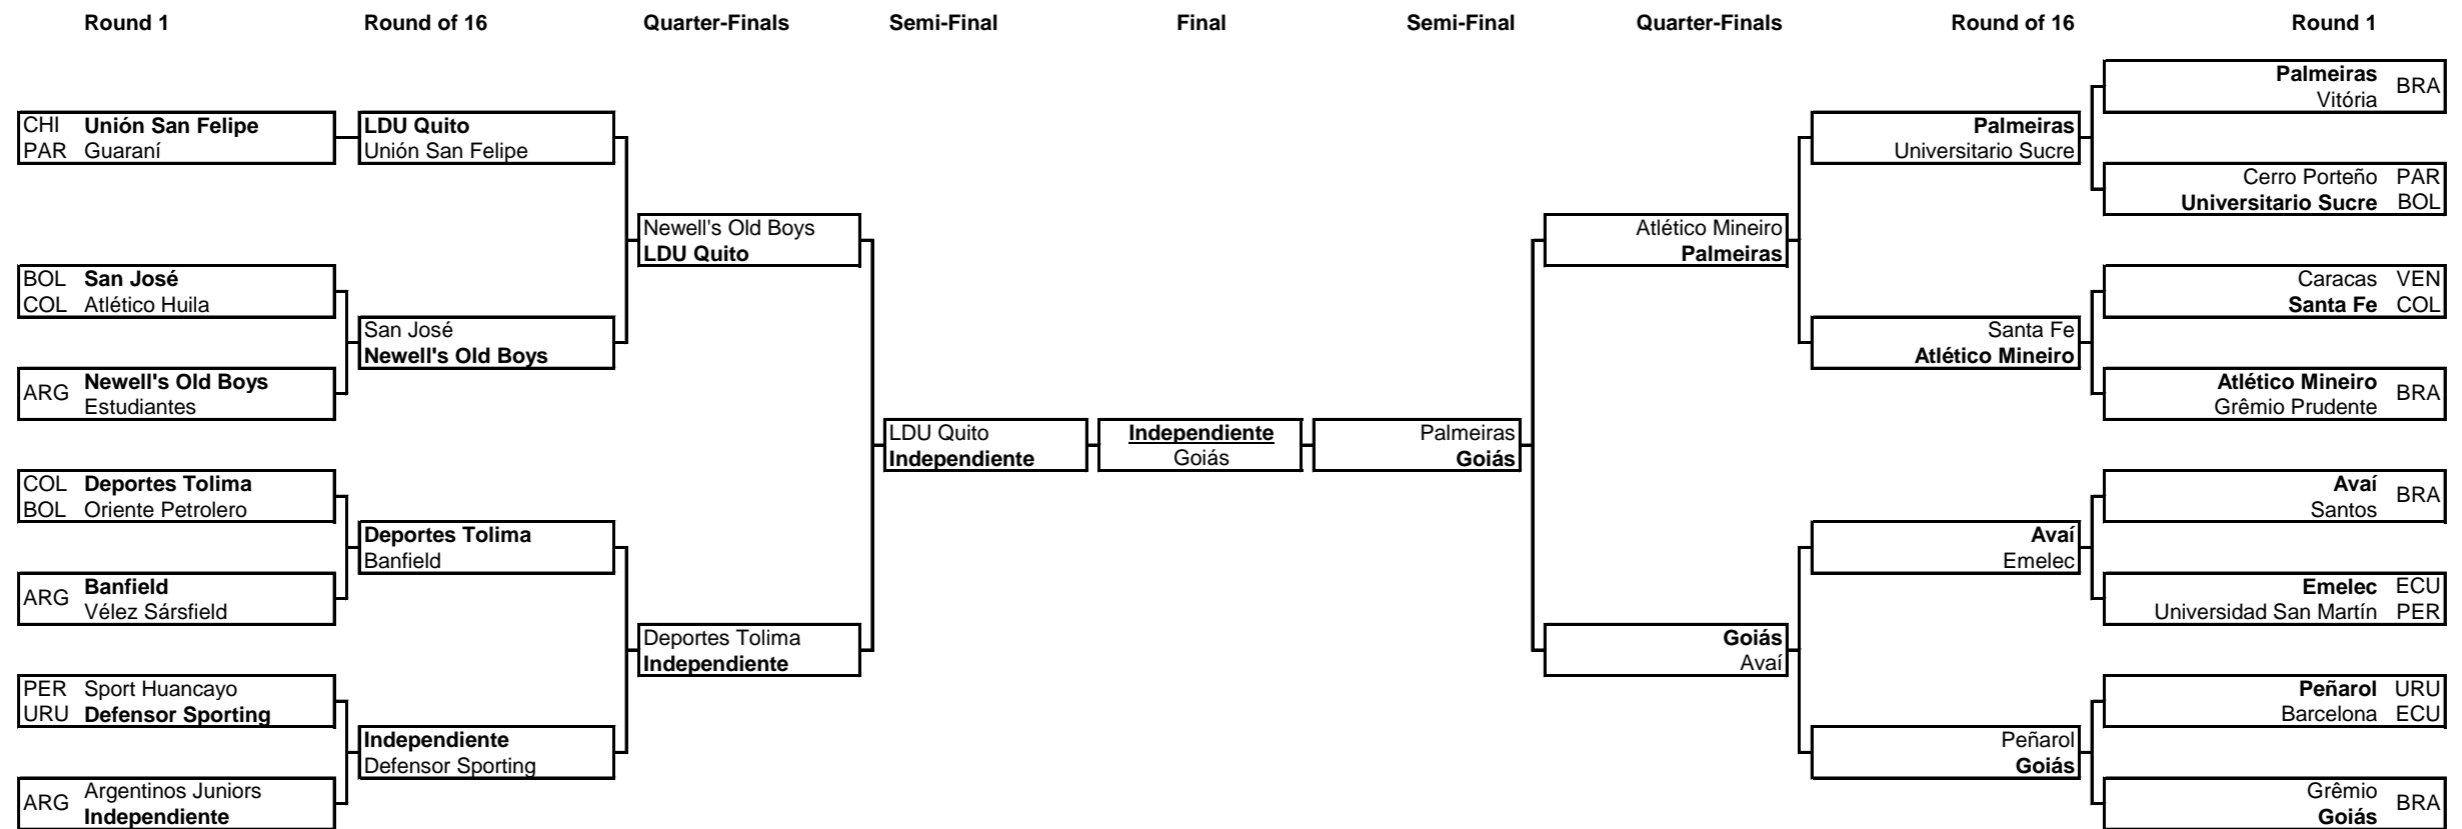 Round 1 Round of 16 Quarter-Finals Semi-Final Final Semi-Final Quarter-Finals Round of 16 Round 1
Palmeiras
BRA
Vitória
CHI Unión San Felipe LDU Quito Palmeiras
PAR Guaraní Unión San Felipe Universitario Sucre
Cerro Porteño PAR
Universitario Sucre BOL
Newell's Old Boys Atlético Mineiro
LDU Quito Palmeiras
BOL San José Caracas VEN
COL Atlético Huila Santa Fe COL
San José Santa Fe
Newell's Old Boys Atlético Mineiro
ARG
Newell's Old Boys Atlético Mineiro
BRA
Estudiantes Grêmio Prudente
LDU Quito Independiente Palmeiras
Independiente Goiás Goiás
COL Deportes Tolima Avaí
BRA
BOL Oriente Petrolero Santos
Deportes Tolima Avaí
Banfield Emelec
ARG
Banfield Emelec ECU
Vélez Sársfield Universidad San Martín PER
Deportes Tolima Goiás
Independiente Avaí
PER Sport Huancayo Peñarol URU
URU Defensor Sporting Barcelona ECU
Independiente Peñarol
Defensor Sporting Goiás
ARG
Argentinos Juniors Grêmio
BRA
Independiente Goiás